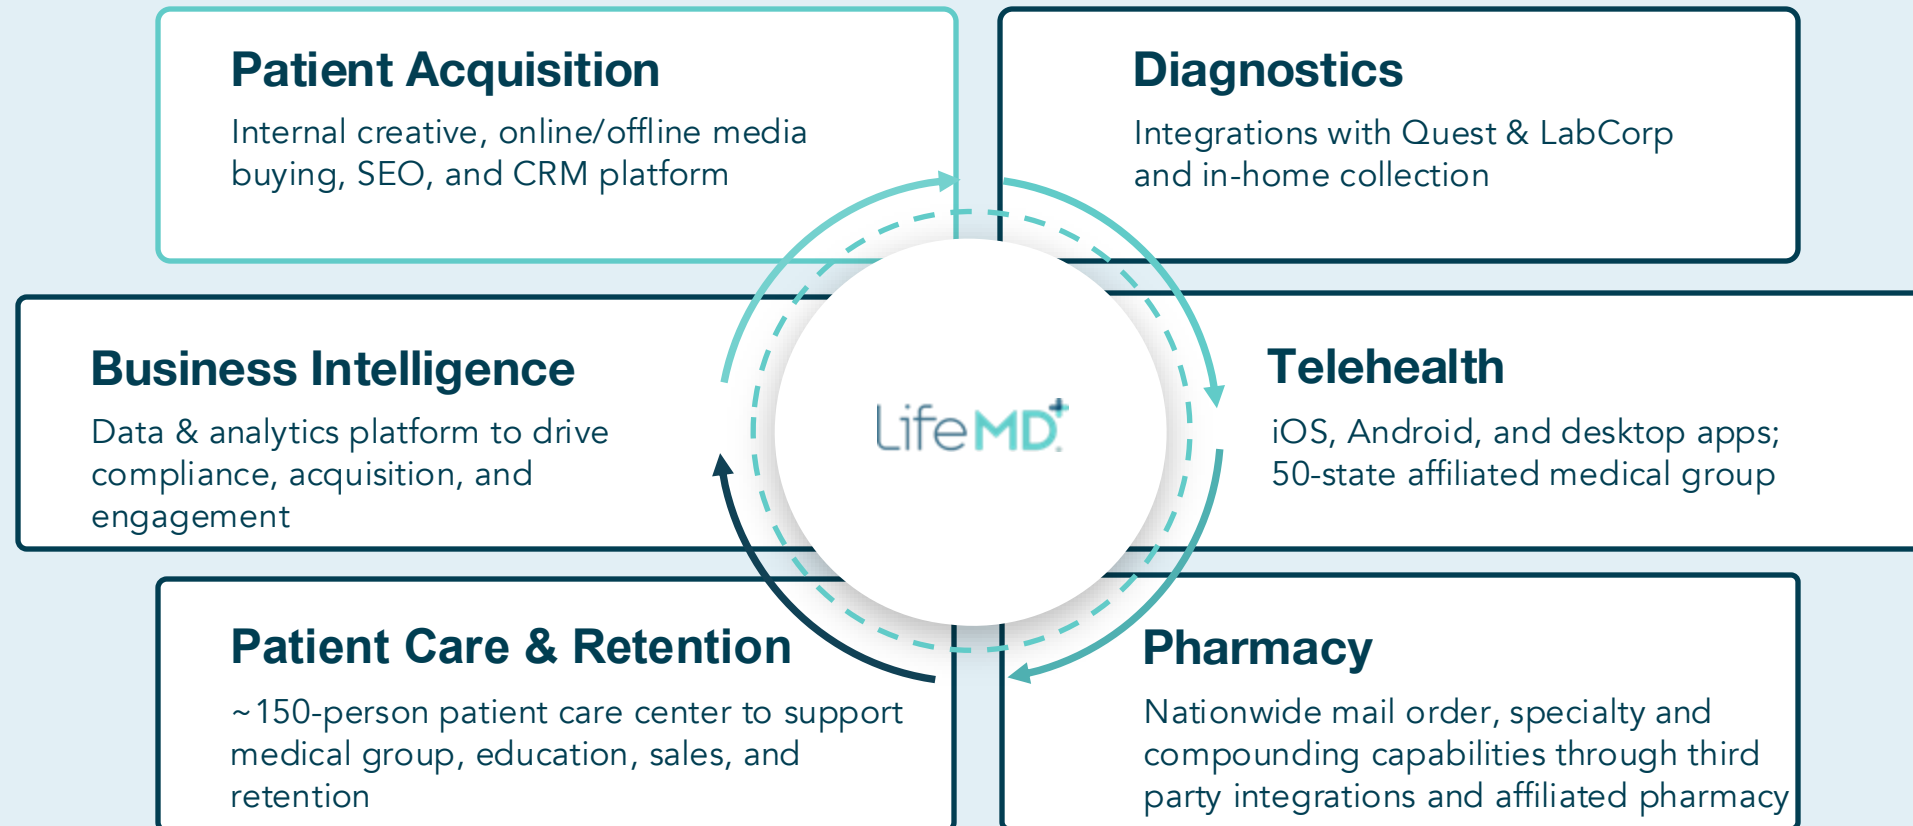 Patient Acquisition
Internal creative, online/offline media
buying, SEO, and CRM platform
Diagnostics
Integrations with Quest & LabCorp
and in-home collection
Business Intelligence
Data & analytics platform to drive
compliance, acquisition, and
engagement
LifeMD+
Telehealth
iOS, Android, and desktop apps;
50-state affiliated medical group
Patient Care & Retention
~150-person patient care center to support
medical group, education, sales, and
retention
Pharmacy
Nationwide mail order, specialty and
compounding capabilities through third
party integrations and affiliated pharmacy